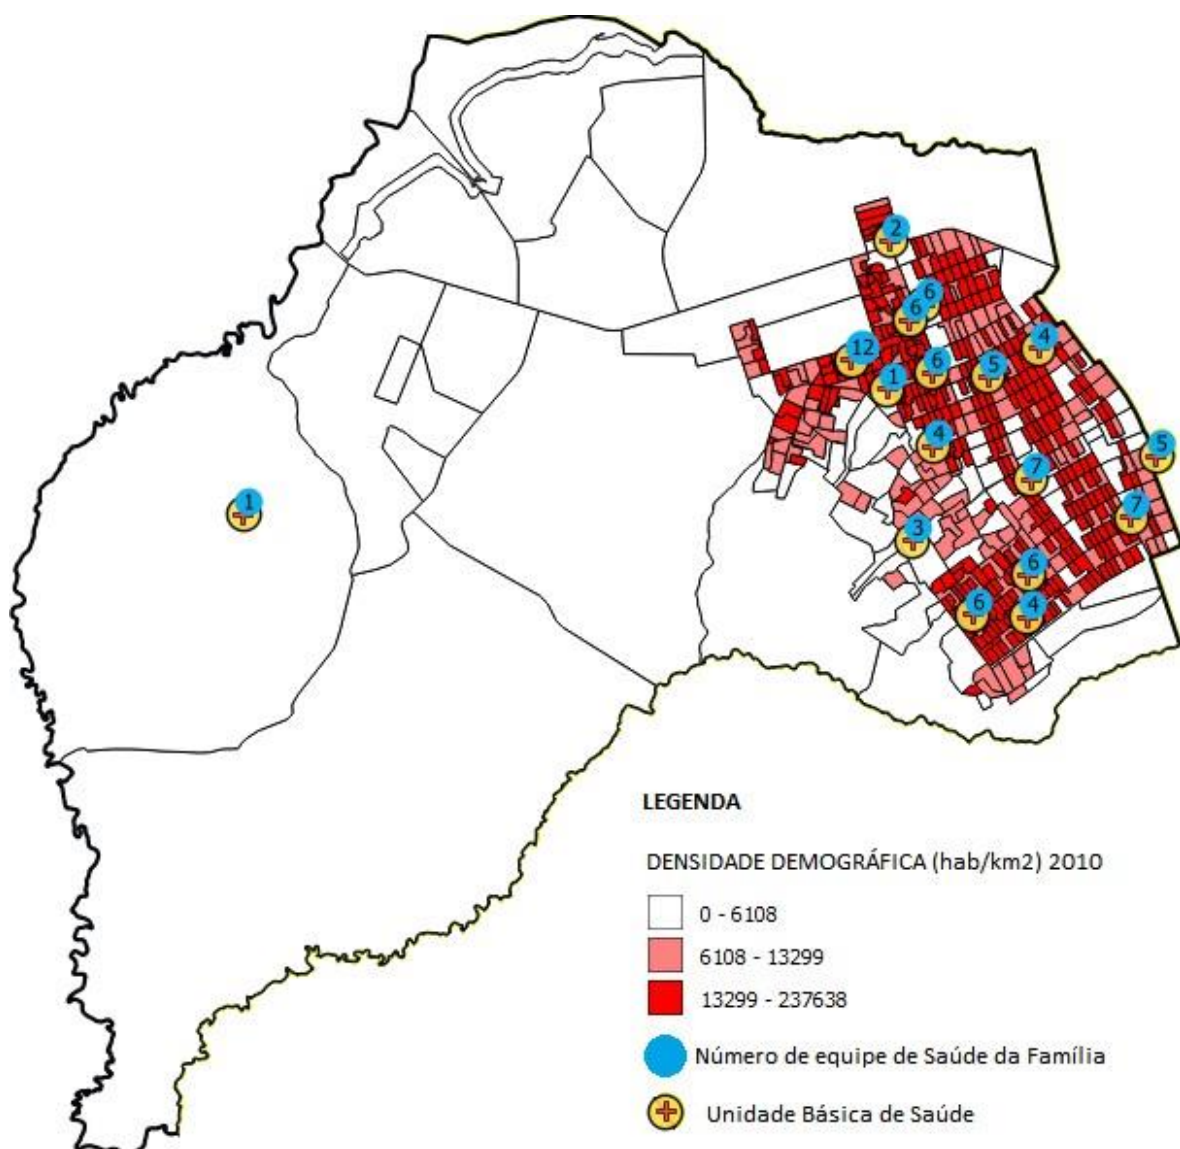 2
6
6
4
12
6
5
1
4
5
7
1
7
3
6
6
4
LEGENDA
DENSIDADE DEMOGRÁFICA (hab/km2) 2010
0 - 6108
6108 - 13299
13299 - 237638
Número de equipe de Saúde da Família
Unidade Básica de Saúde